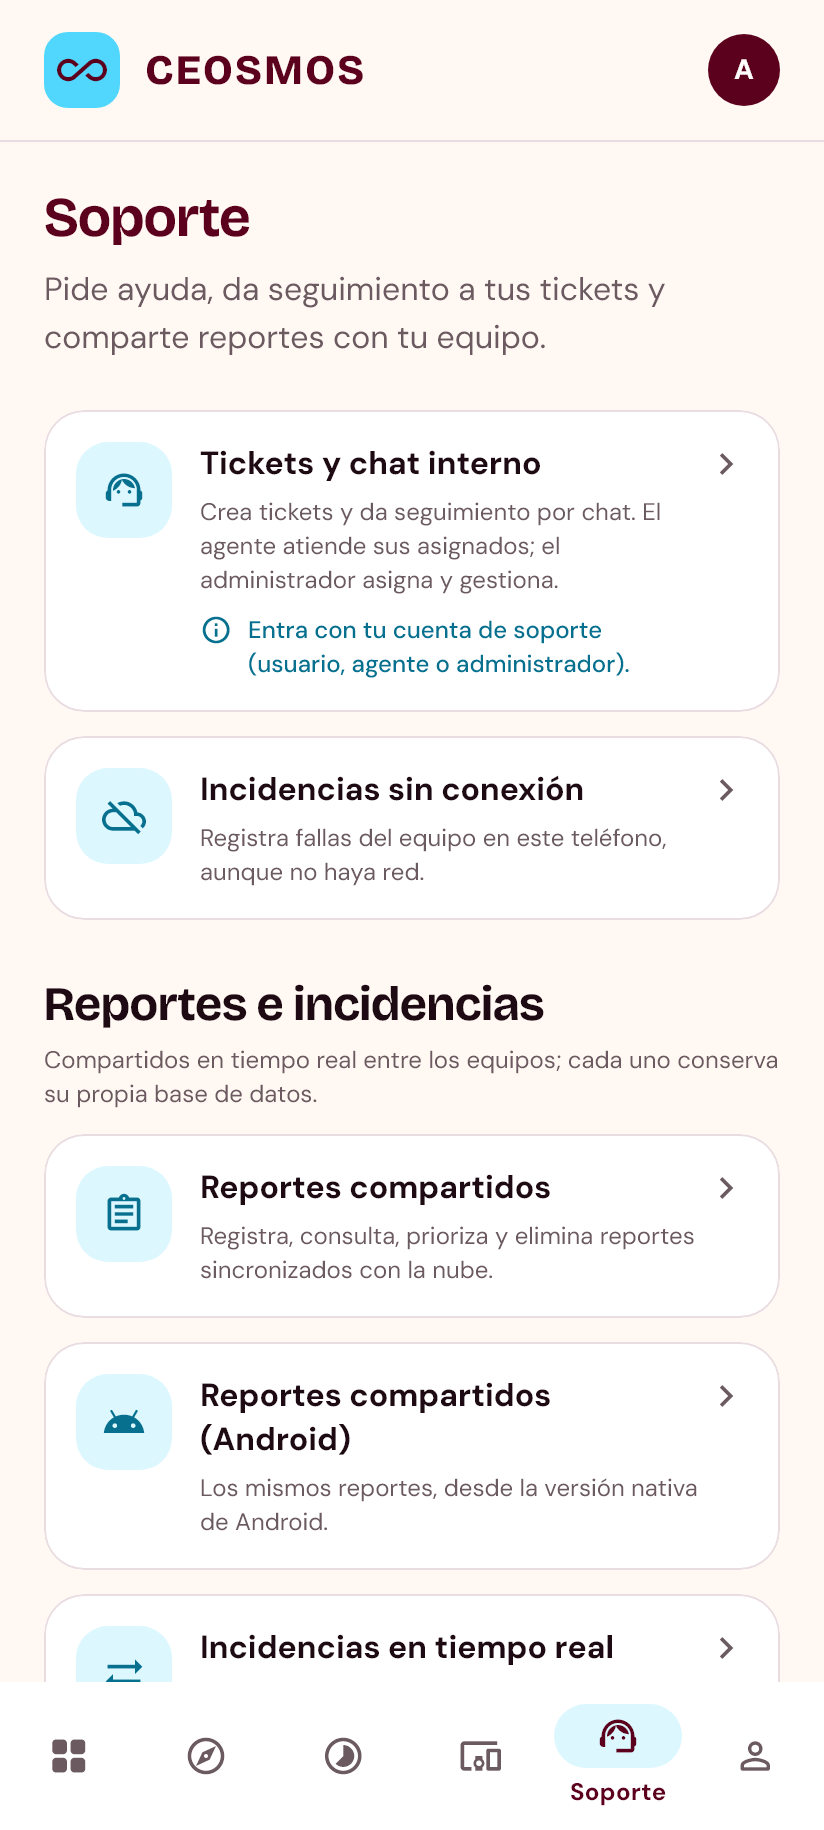 CEOSMOS
A
Soporte
Pide ayuda, da seguimiento a tus tickets y
comparte reportes con tu equipo.
Tickets y chat interno
Crea tickets y da seguimiento por chat. El
agente atiende sus asignados; el
administrador asigna y gestiona.
Entra con tu cuenta de soporte
(usuario, agente o administrador).
Incidencias sin conexión
Registra fallas del equipo en este teléfono,
aunque no haya red.
Reportes e incidencias
Compartidos en tiempo real entre los equipos; cada uno conserva
su propia base de datos.
Reportes compartidos
Registra, consulta, prioriza y elimina reportes
sincronizados con la nube.
Reportes compartidos
(Android)
Los mismos reportes, desde la versión nativa
de Android.
Incidencias en tiempo real
Soporte